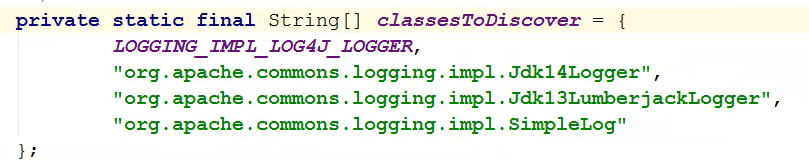 private static final String[] classesToDiscover = {
LOGGING_IMPL_LOG4J_LOGGER,
"org.apache.commons.logging.impl.Jdk14Logger",
"org.apache.commons.logging.impl.Jdk13LumberjackLogger",
"org.apache.commons.logging.impl.SimpleLog"
};